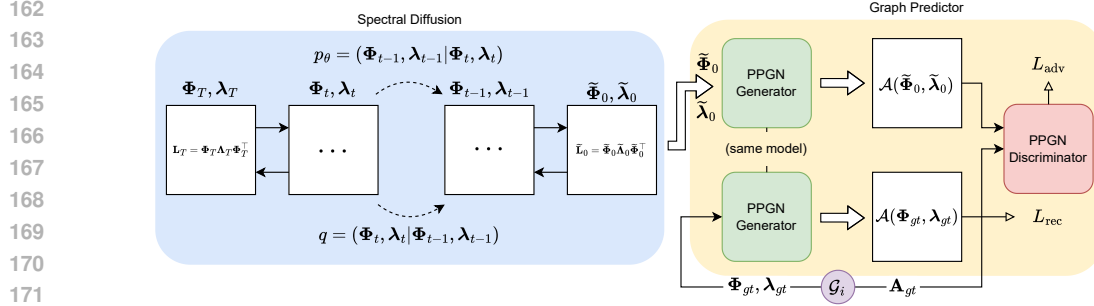 162
163
164
165
166
167
168
169
170
171
Spectral Diffusion
p_θ = (Φ_{t-1}, λ_{t-1}|Φ_t, λ_t)
Φ_T, λ_T
Φ_t, λ_t
Φ_{t-1}, λ_{t-1}
Φ̃_0, λ̃_0
L_T = Φ_T Λ_T Φ_T^⊤
···
···
L̃_0 = Φ̃_0 Λ̃_0 Φ̃_0^⊤
q = (Φ_t, λ_t|Φ_{t-1}, λ_{t-1})
Graph Predictor
Φ̃_0
λ̃_0
PPGN
Generator
𝒜(Φ̃_0, λ̃_0)
L_adv
(same model)
PPGN
Discriminator
PPGN
Generator
𝒜(Φ_gt, λ_gt)
L_rec
Φ_gt, λ_gt
𝒢_i
A_gt